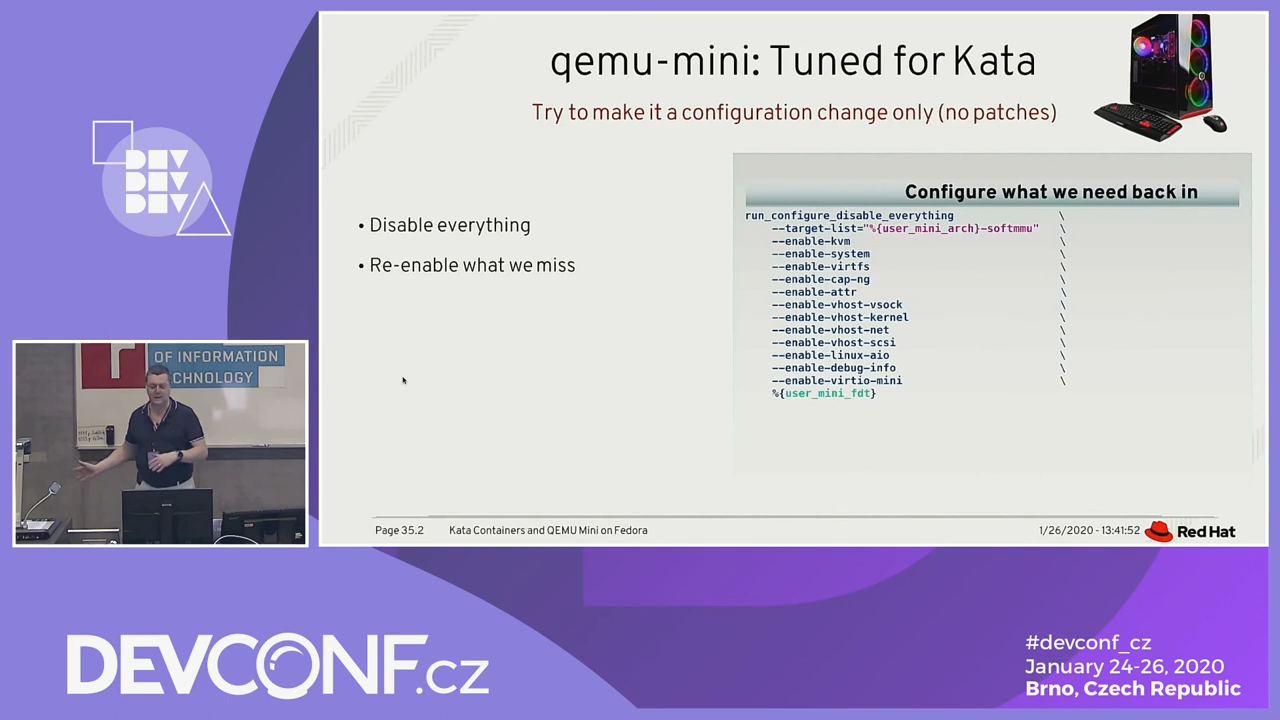 qemu-mini: Tuned for Kata
Try to make it a configuration change only (no patches)
DEV
DEV
DEV
• Disable everything
• Re-enable what we miss
Configure what we need back in
run_configure_disable_everything \
--target-list="%{user_mini_arch}-softmmu" \
--enable-kvm \
--enable-system \
--enable-virtfs \
--enable-cap-ng \
--enable-attr \
--enable-vhost-vsock \
--enable-vhost-kernel \
--enable-vhost-net \
--enable-vhost-scsi \
--enable-linux-aio \
--enable-debug-info \
--enable-virtio-mini \
%{user_mini_fdt}
OF INFORMATION
CHNOLOGY
Page 35.2 Kata Containers and QEMU Mini on Fedora 1/26/2020 - 13:41:52 Red Hat
DEVCONF.cz
#devconf_cz
January 24-26, 2020
Brno, Czech Republic